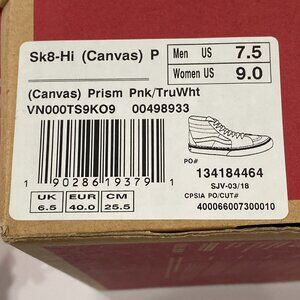 Sk8-Hi (Canvas) P
Men US 7.5
Women US 9.0
(Canvas) Prism Pnk/TruWht
VN000TS9KO9 00498933
PO#
134184464
SJV-03/18
CPSIA PO/CUT#
400066007300010
1 90286 19379 1
UK EUR CM
6.5 40.0 25.5